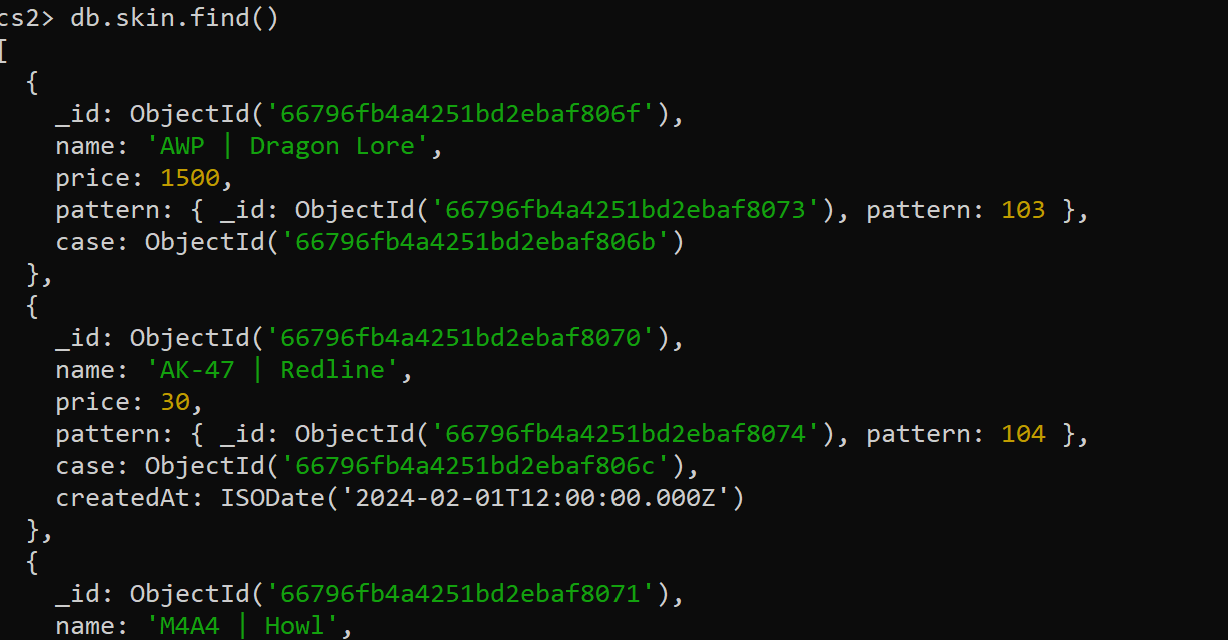 cs2> db.skin.find()
[
{
_id: ObjectId('66796fb4a4251bd2ebaf806f'),
name: 'AWP | Dragon Lore',
price: 1500,
pattern: { _id: ObjectId('66796fb4a4251bd2ebaf8073'), pattern: 103 },
case: ObjectId('66796fb4a4251bd2ebaf806b')
},
{
_id: ObjectId('66796fb4a4251bd2ebaf8070'),
name: 'AK-47 | Redline',
price: 30,
pattern: { _id: ObjectId('66796fb4a4251bd2ebaf8074'), pattern: 104 },
case: ObjectId('66796fb4a4251bd2ebaf806c'),
createdAt: ISODate('2024-02-01T12:00:00.000Z')
},
{
_id: ObjectId('66796fb4a4251bd2ebaf8071'),
name: 'M4A4 | Howl',